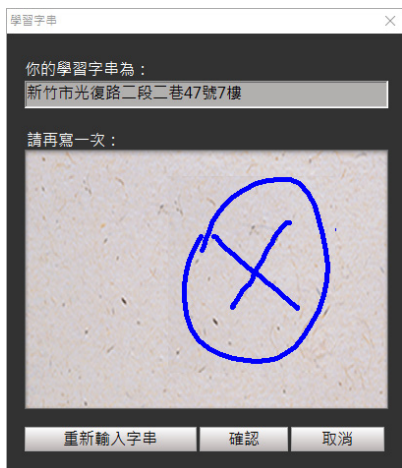 學習字串
你的學習字串為：
新竹市光復路二段二巷47號7樓
請再寫一次：
重新輸入字串
確認
取消